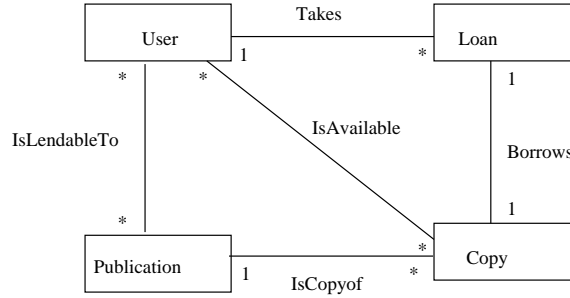 Takes
User
Loan
1
*
*
*
1
IsLendableTo
IsAvailable
Borrows
*
1
*
Publication
Copy
1
*
IsCopyof